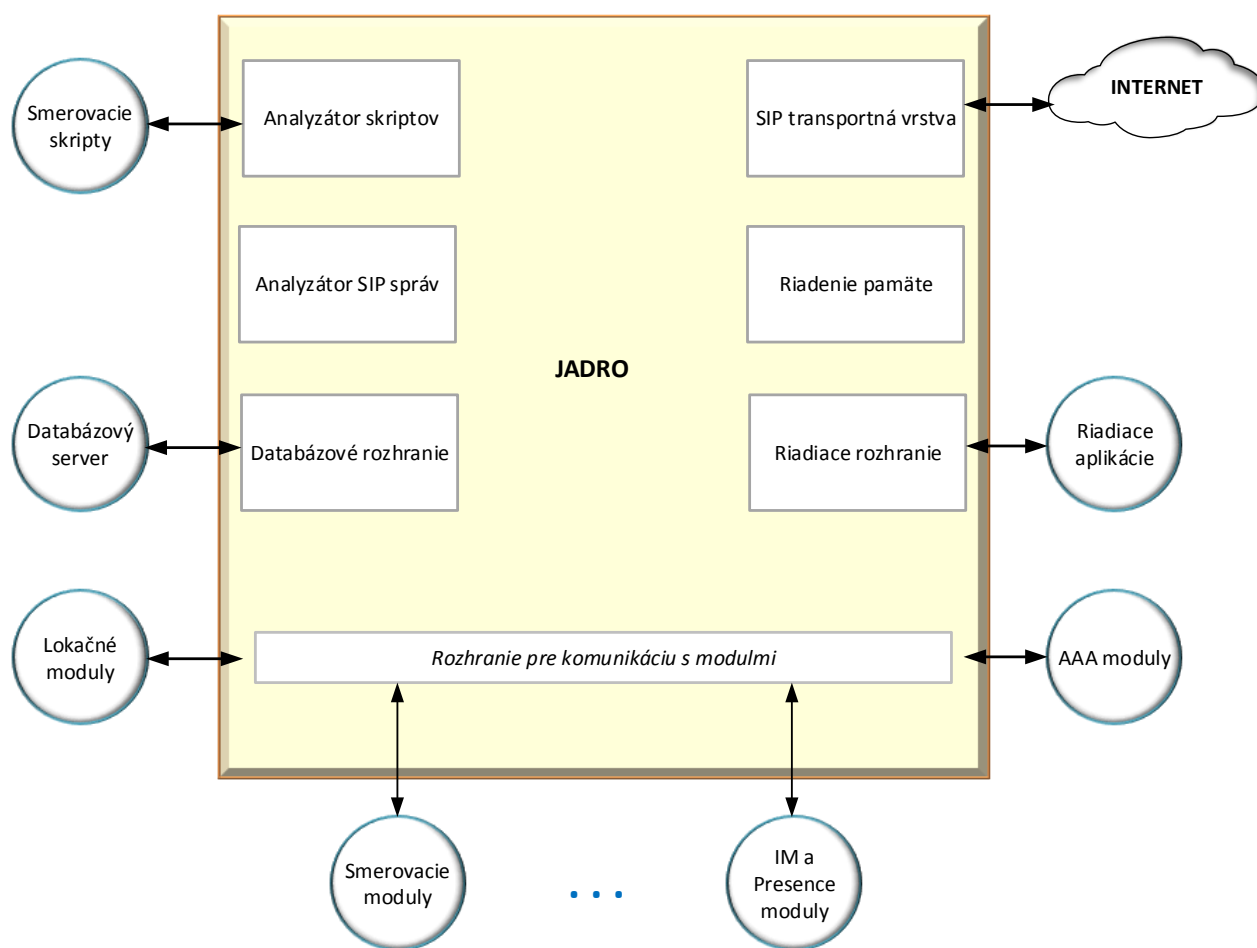 INTERNET
Smerovacie
skripty
Analyzátor skriptov
SIP transportná vrstva
Analyzátor SIP správ
Riadenie pamäte
JADRO
Databázový
server
Databázové rozhranie
Riadiace rozhranie
Riadiace
aplikácie
Lokačné
moduly
Rozhranie pre komunikáciu s modulmi
AAA moduly
Smerovacie
moduly
. . .
IM a
Presence
moduly